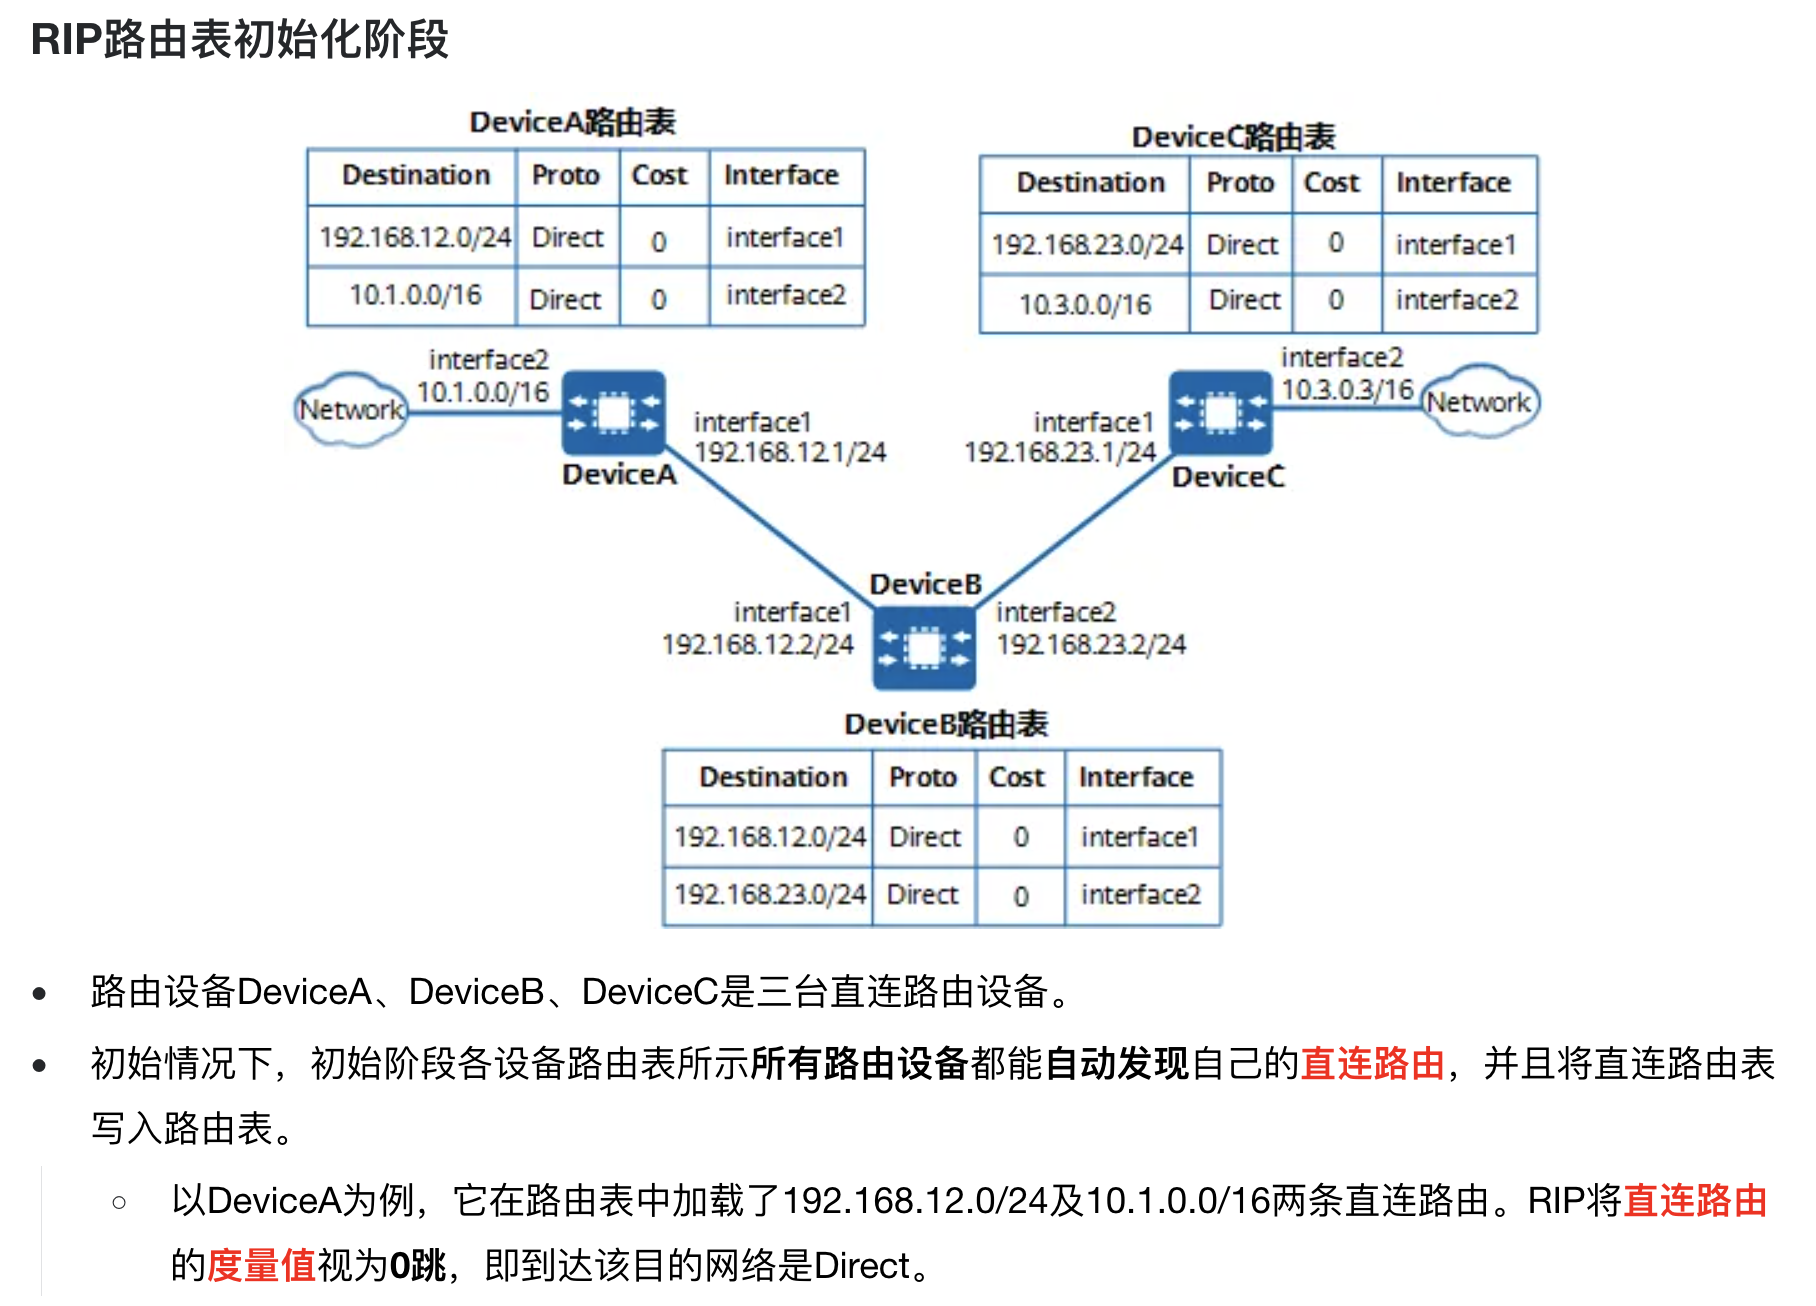 RIP路由表初始化阶段
DeviceA路由表
Destination Proto Cost Interface
192.168.12.0/24 Direct 0 interface1
10.1.0.0/16 Direct 0 interface2
DeviceC路由表
Destination Proto Cost Interface
192.168.23.0/24 Direct 0 interface1
10.3.0.0/16 Direct 0 interface2
Network
interface2
10.1.0.0/16
DeviceA
interface1
192.168.12.1/24
interface2
10.3.0.3/16
Network
interface1
192.168.23.1/24
DeviceC
DeviceB
interface1
192.168.12.2/24
interface2
192.168.23.2/24
DeviceB路由表
Destination Proto Cost Interface
192.168.12.0/24 Direct 0 interface1
192.168.23.0/24 Direct 0 interface2
• 路由设备DeviceA、DeviceB、DeviceC是三台直连路由设备。
• 初始情况下，初始阶段各设备路由表所示所有路由设备都能自动发现自己的直连路由，并且将直连路由表
写入路由表。
○ 以DeviceA为例，它在路由表中加载了192.168.12.0/24及10.1.0.0/16两条直连路由。RIP将直连路由
的度量值视为0跳，即到达该目的网络是Direct。